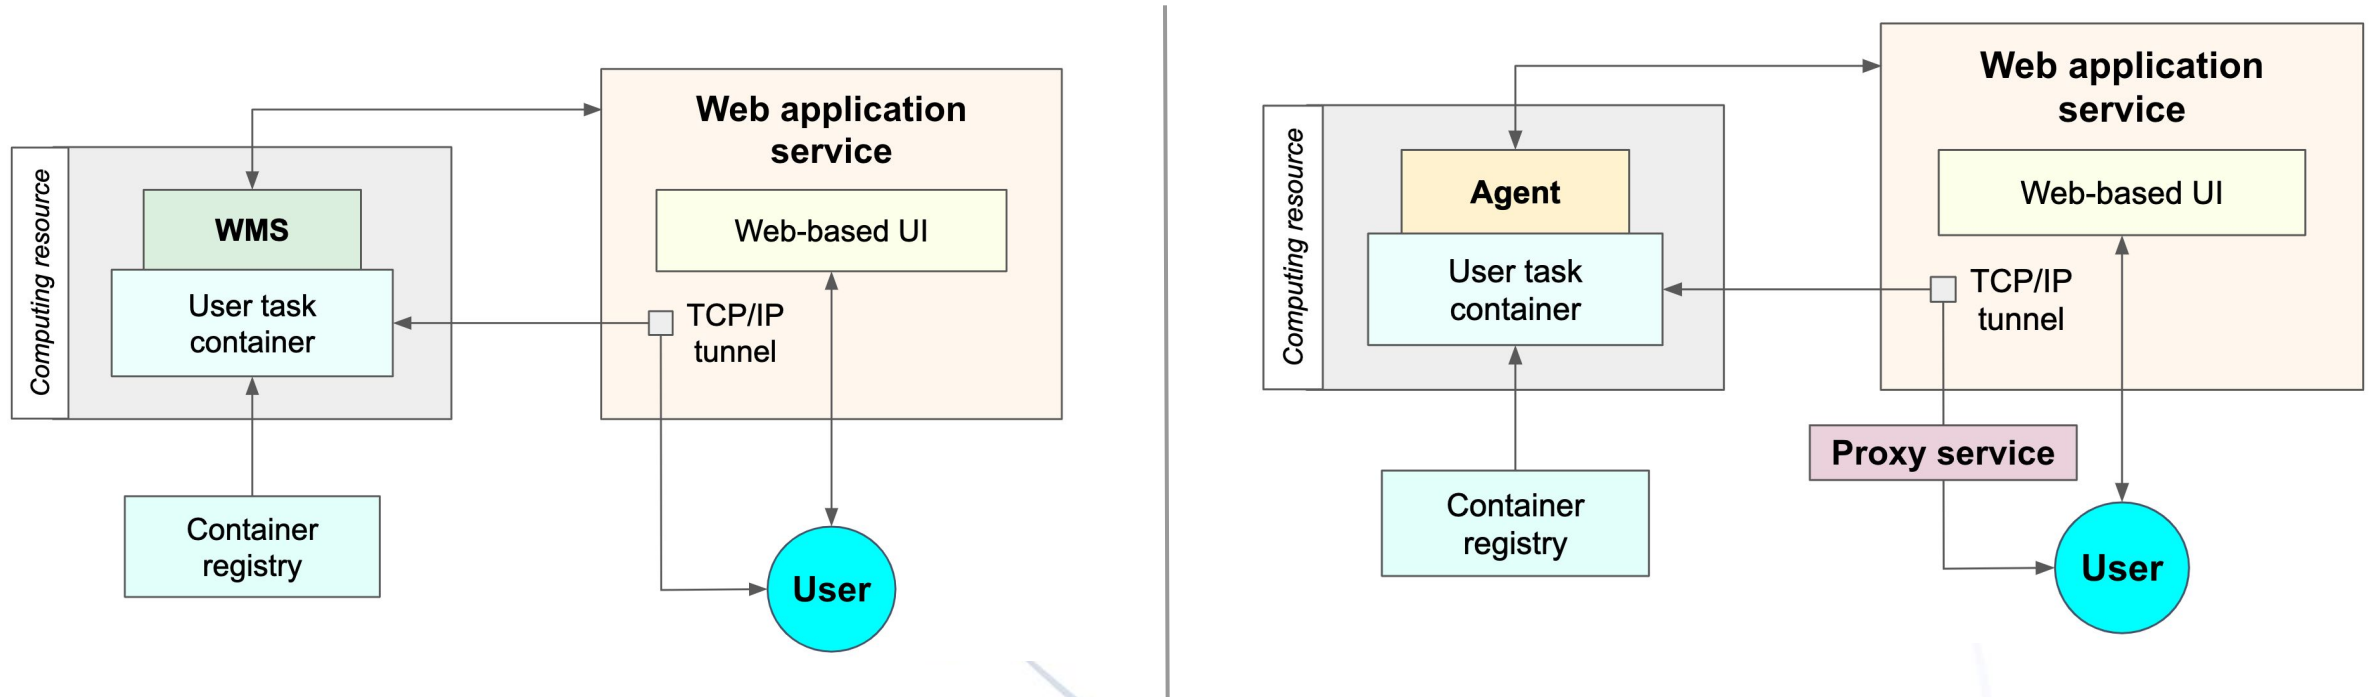 Web application
service
Computing resource
WMS
Web-based UI
User task
container
TCP/IP
tunnel
Container
registry
User
Web application
service
Computing resource
Agent
Web-based UI
User task
container
TCP/IP
tunnel
Proxy service
Container
registry
User